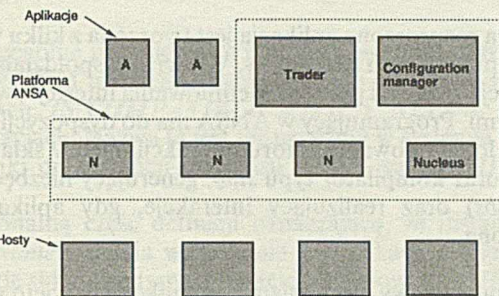 Aplikacje
A
A
Trader
Configuration
manager
Platforma
ANSA
N
N
N
Nucleus
Hosty